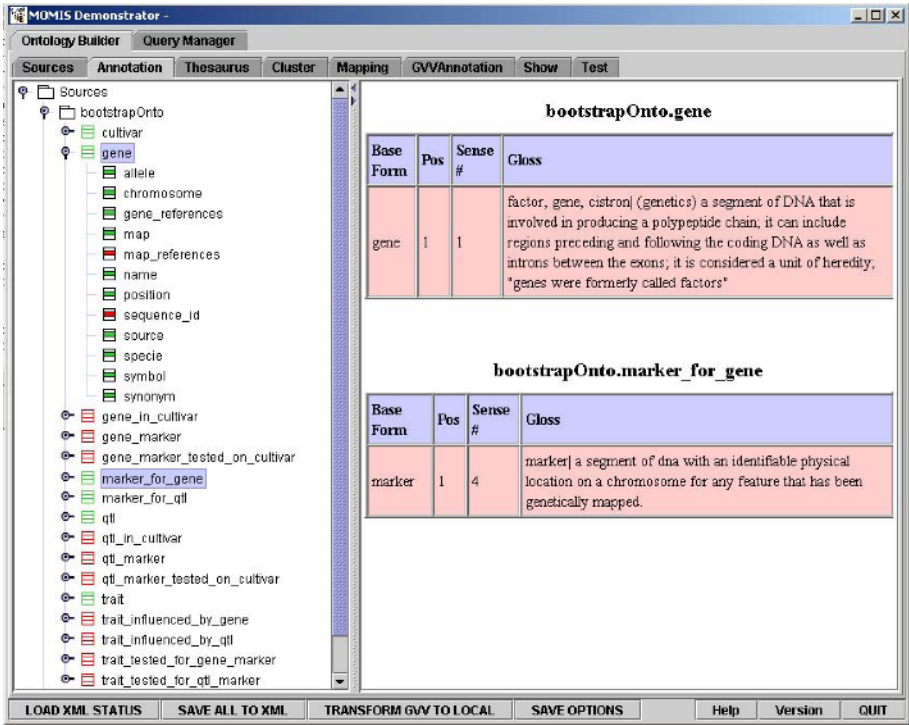 MOMIS Demonstrator -
Ontology Builder Query Manager
Sources Annotation Thesaurus Cluster Mapping GVVAnnotation Show Test
Sources
bootstrapOnto
cultivar
gene
allele
chromosome
gene_references
map
map_references
name
position
sequence_id
source
specie
symbol
synonym
gene_in_cultivar
gene_marker
gene_marker_tested_on_cultivar
marker_for_gene
marker_for_qtl
qtl
qtl_in_cultivar
qtl_marker
qtl_marker_tested_on_cultivar
trait
trait_influenced_by_gene
trait_influenced_by_qtl
trait_tested_for_gene_marker
trait_tested_for_qtl_marker
bootstrapOnto.gene
Base Form Pos Sense # Gloss
gene 1 1
factor, gene, cistron| (genetics) a segment of DNA that is
involved in producing a polypeptide chain; it can include
regions preceding and following the coding DNA as well as
introns between the exons; it is considered a unit of heredity;
"genes were formerly called factors"
bootstrapOnto.marker_for_gene
Base Form Pos Sense # Gloss
marker 1 4
marker| a segment of dna with an identifiable physical
location on a chromosome for any feature that has been
genetically mapped.
LOAD XML STATUS SAVE ALL TO XML TRANSFORM GVV TO LOCAL SAVE OPTIONS Help Version QUIT